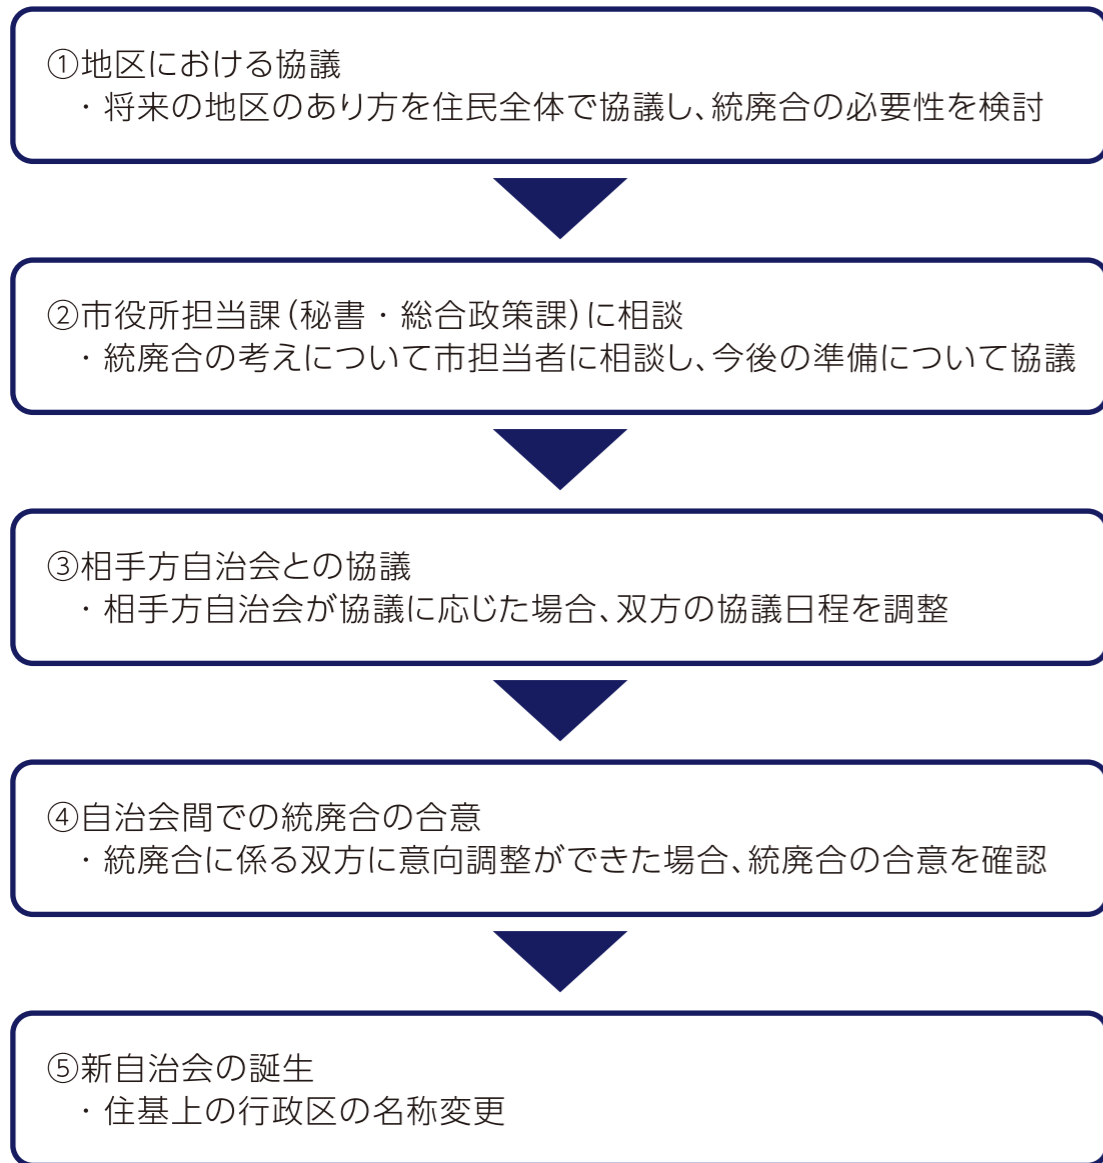 ①地区における協議
・将来の地区のあり方を住民全体で協議し、統廃合の必要性を検討
②市役所担当課(秘書・総合政策課)に相談
・統廃合の考えについて市担当者に相談し、今後の準備について協議
③相手方自治会との協議
・相手方自治会が協議に応じた場合、双方の協議日程を調整
④自治会間での統廃合の合意
・統廃合に係る双方に意向調整ができた場合、統廃合の合意を確認
⑤新自治会の誕生
・住基上の行政区の名称変更